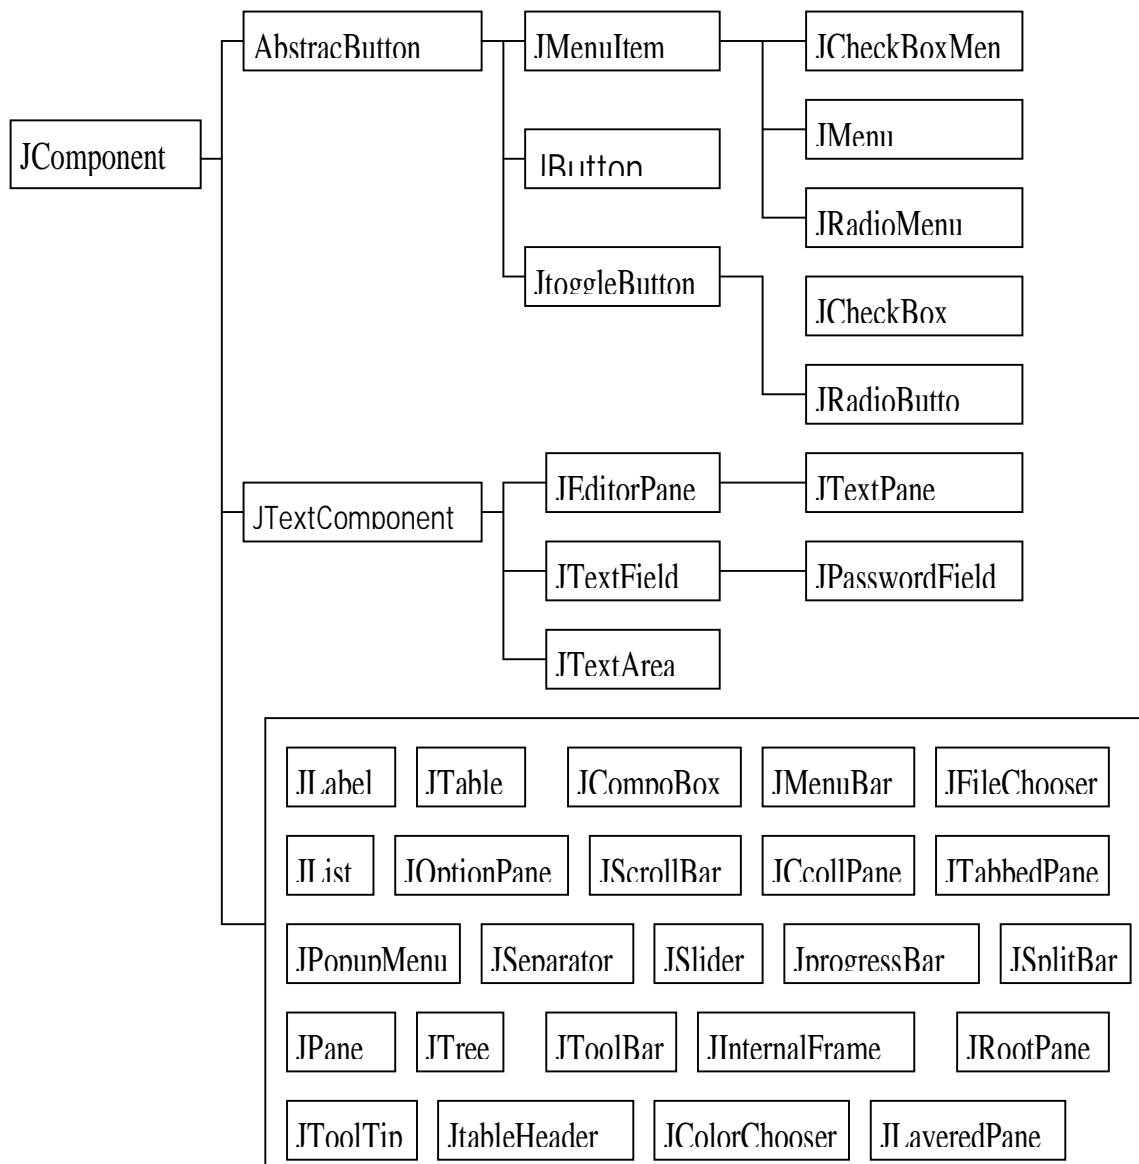 AbstracButton
JMenuItem
JCheckBoxMen
JComponent
JMenu
JButton
JRadioMenu
JtoggleButton
JCheckBox
JRadioButto
JEditorPane
JTextPane
JTextComponent
JTextField
JPasswordField
JTextArea
JLabel JTable JCompoBox JMenuBar JFileChooser
JList JOptionPane JScrollBar JCcollPane JTabbedPane
JPopupMenu JSeparator JSlider JprogressBar JSplitBar
JPane JTree JToolBar JInternalFrame JRootPane
JToolTip JtableHeader JColorChooser JLayeredPane